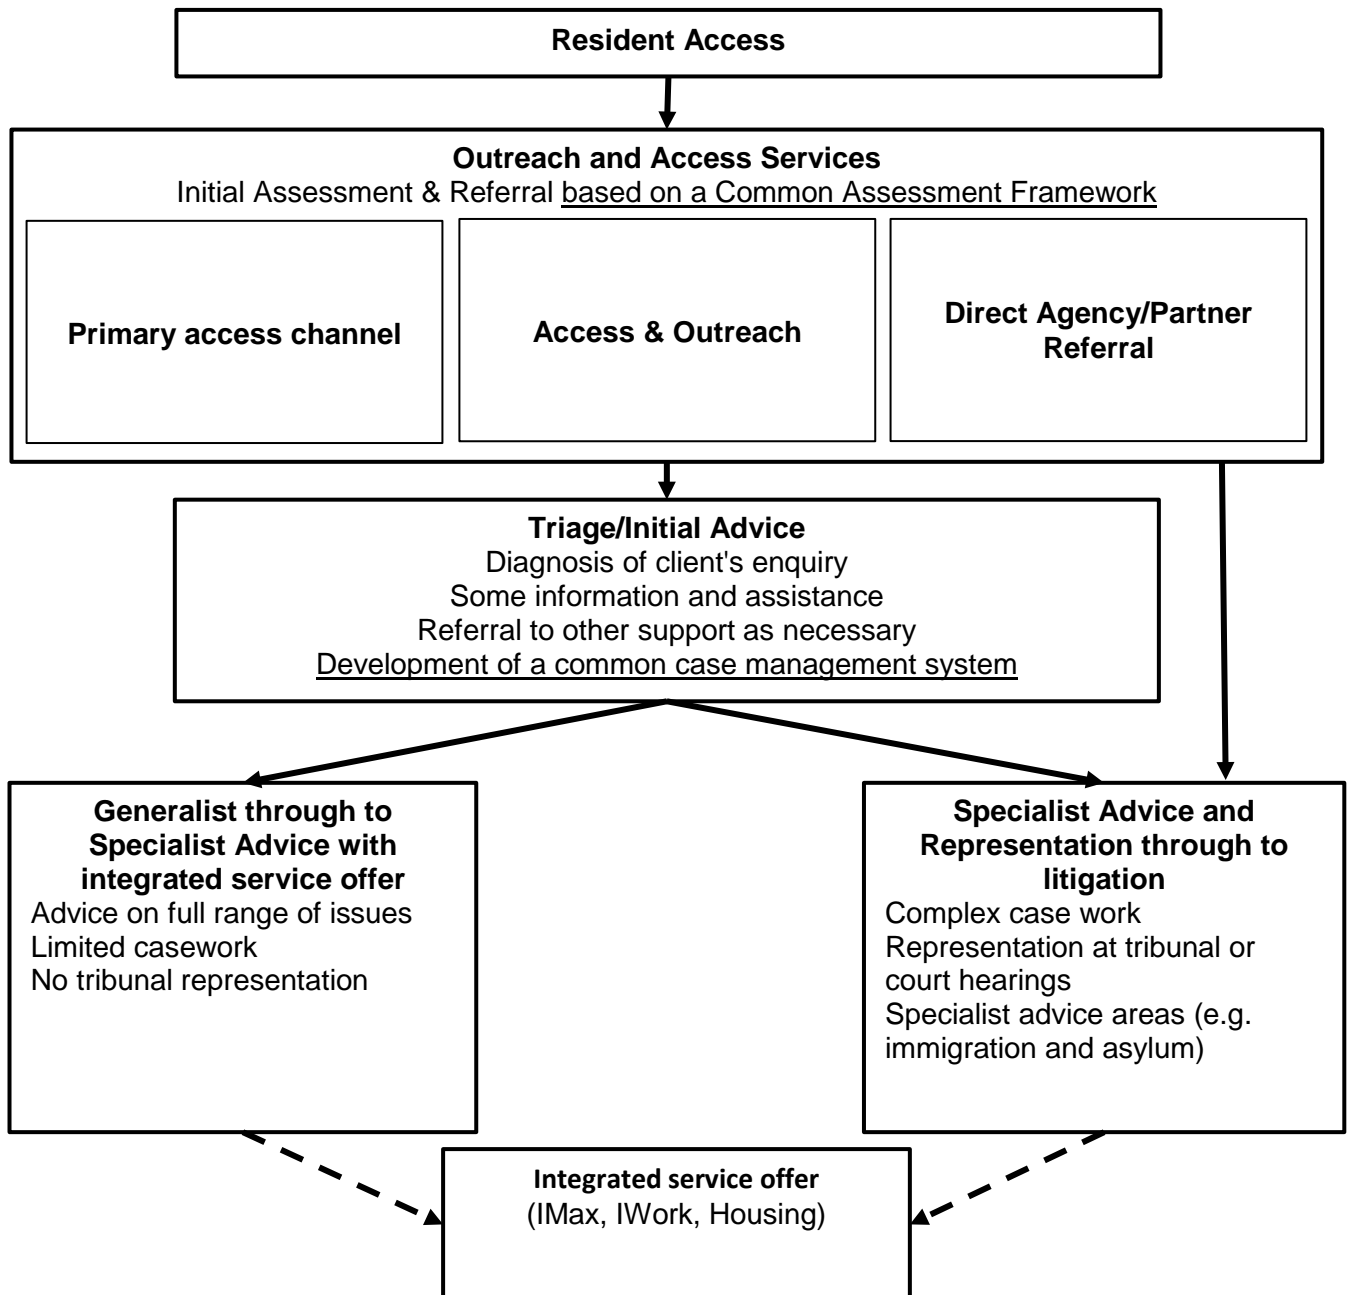 Resident Access
Outreach and Access Services
Initial Assessment & Referral based on a Common Assessment Framework
Primary access channel
Access & Outreach
Direct Agency/Partner
Referral
Triage/Initial Advice
Diagnosis of client's enquiry
Some information and assistance
Referral to other support as necessary
Development of a common case management system
Generalist through to
Specialist Advice with
integrated service offer
Advice on full range of issues
Limited casework
No tribunal representation
Specialist Advice and
Representation through to
litigation
Complex case work
Representation at tribunal or
court hearings
Specialist advice areas (e.g.
immigration and asylum)
Integrated service offer
(IMax, IWork, Housing)